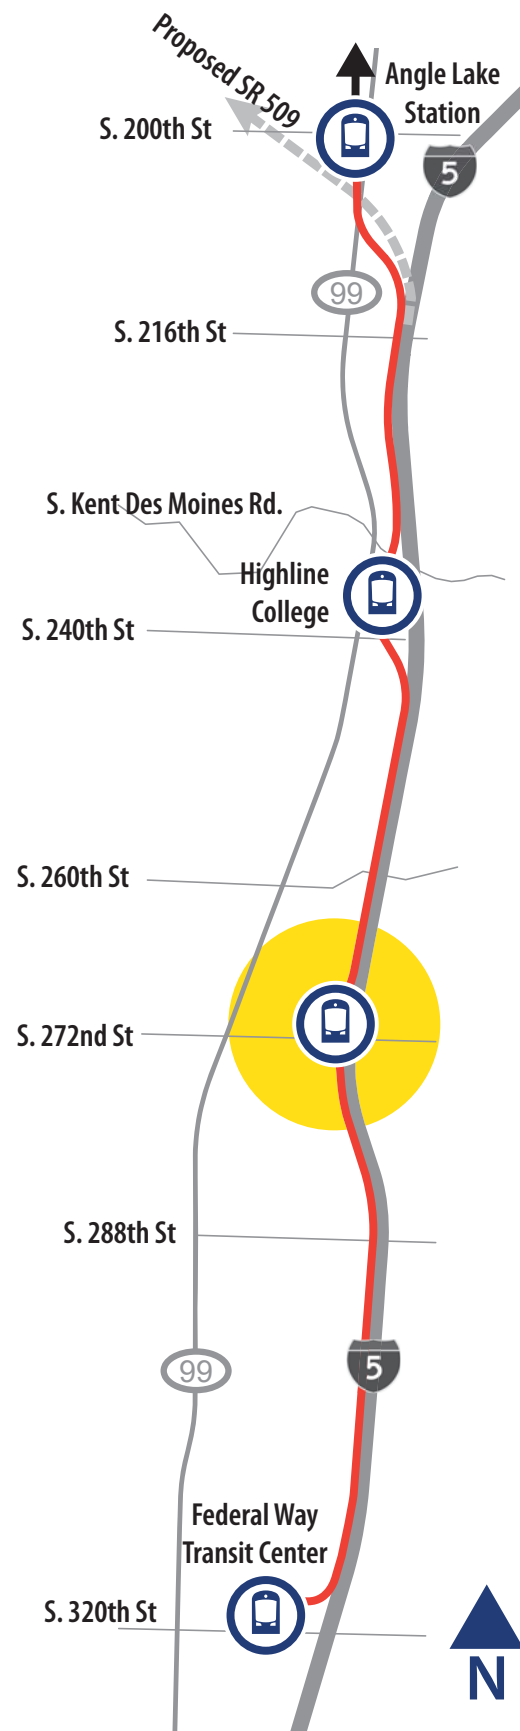 Proposed SR 509
Angle Lake
Station
S. 200th St
5
99
S. 216th St
S. Kent Des Moines Rd.
Highline
College
S. 240th St
S. 260th St
S. 272nd St
S. 288th St
99
5
Federal Way
Transit Center
S. 320th St
N